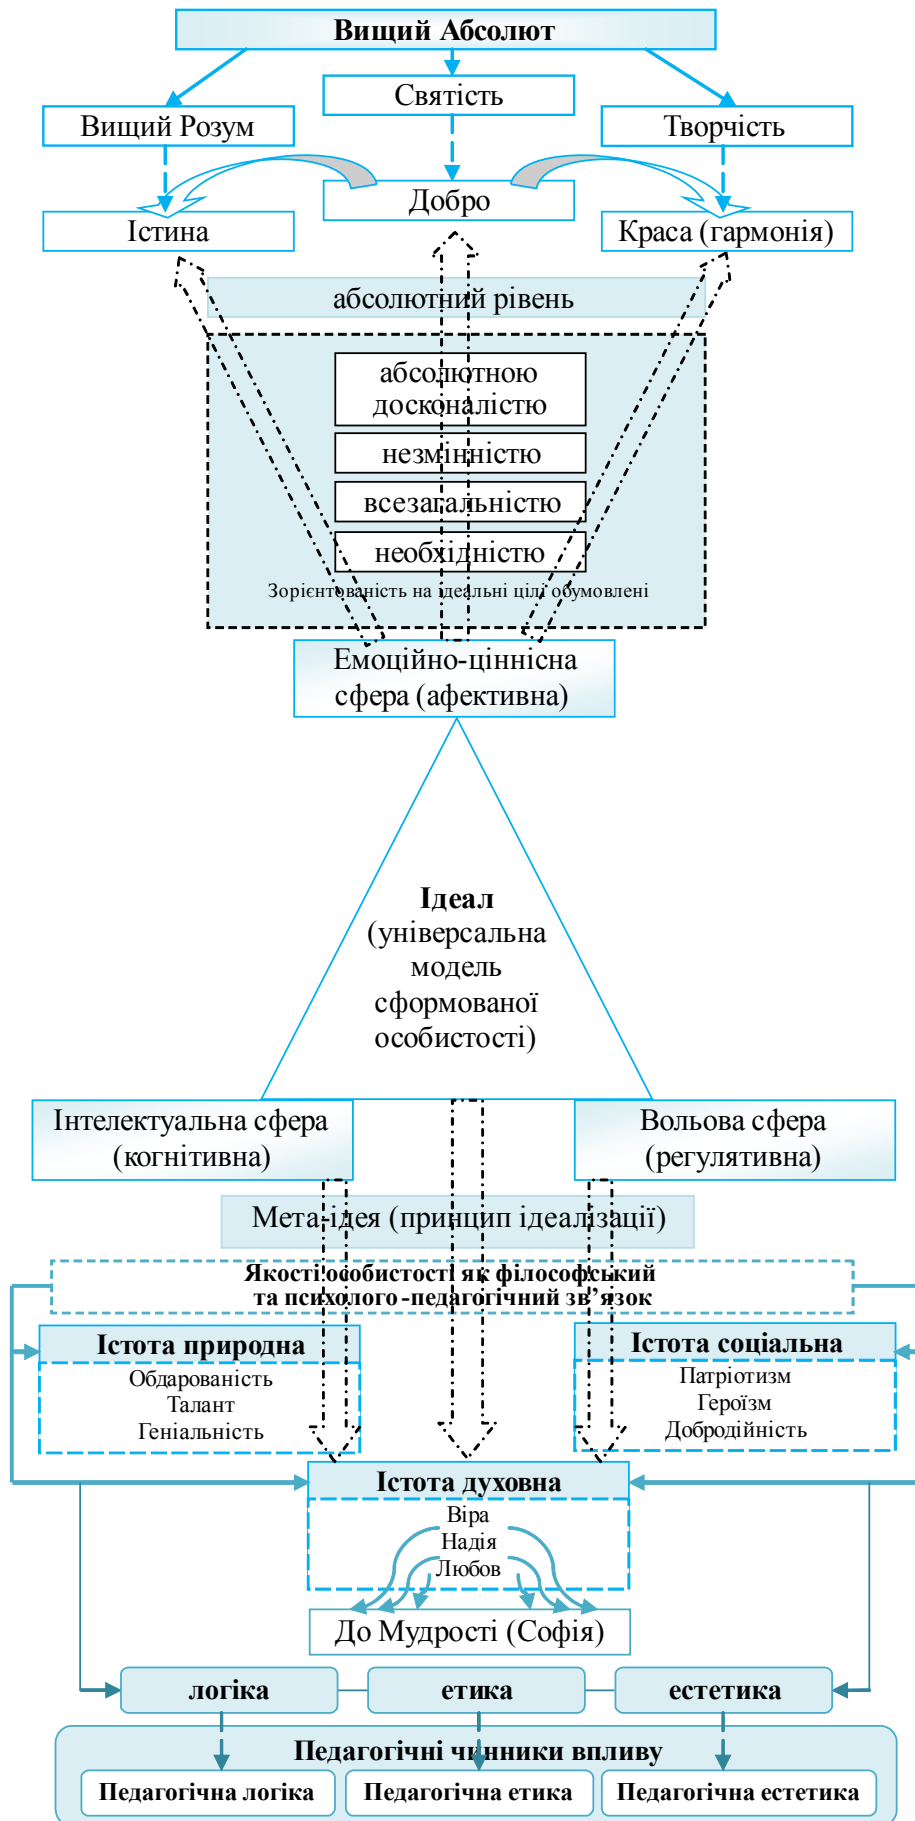 Вищий Абсолют
Святість
Вищий Розум
Творчість
Добро
Істина
Краса (гармонія)
абсолютний рівень
абсолютною
досконалістю
незмінністю
всезагальністю
необхідністю
Зорієнтованість на ідеальні цілі обумовлені
Емоційно-ціннісна
сфера (афективна)
Ідеал
(універсальна
модель
сформованої
особистості)
Інтелектуальна сфера
(когнітивна)
Вольова сфера
(регулятивна)
Мета-ідея (принцип ідеалізації)
Якості особистості як філософський
та психолого-педагогічний зв’язок
Істота природна
Обдарованість
Талант
Геніальність
Істота соціальна
Патріотизм
Героїзм
Добродійність
Істота духовна
Віра
Надія
Любов
До Мудрості (Софія)
логіка
етика
естетика
Педагогічні чинники впливу
Педагогічна логіка
Педагогічна етика
Педагогічна естетика